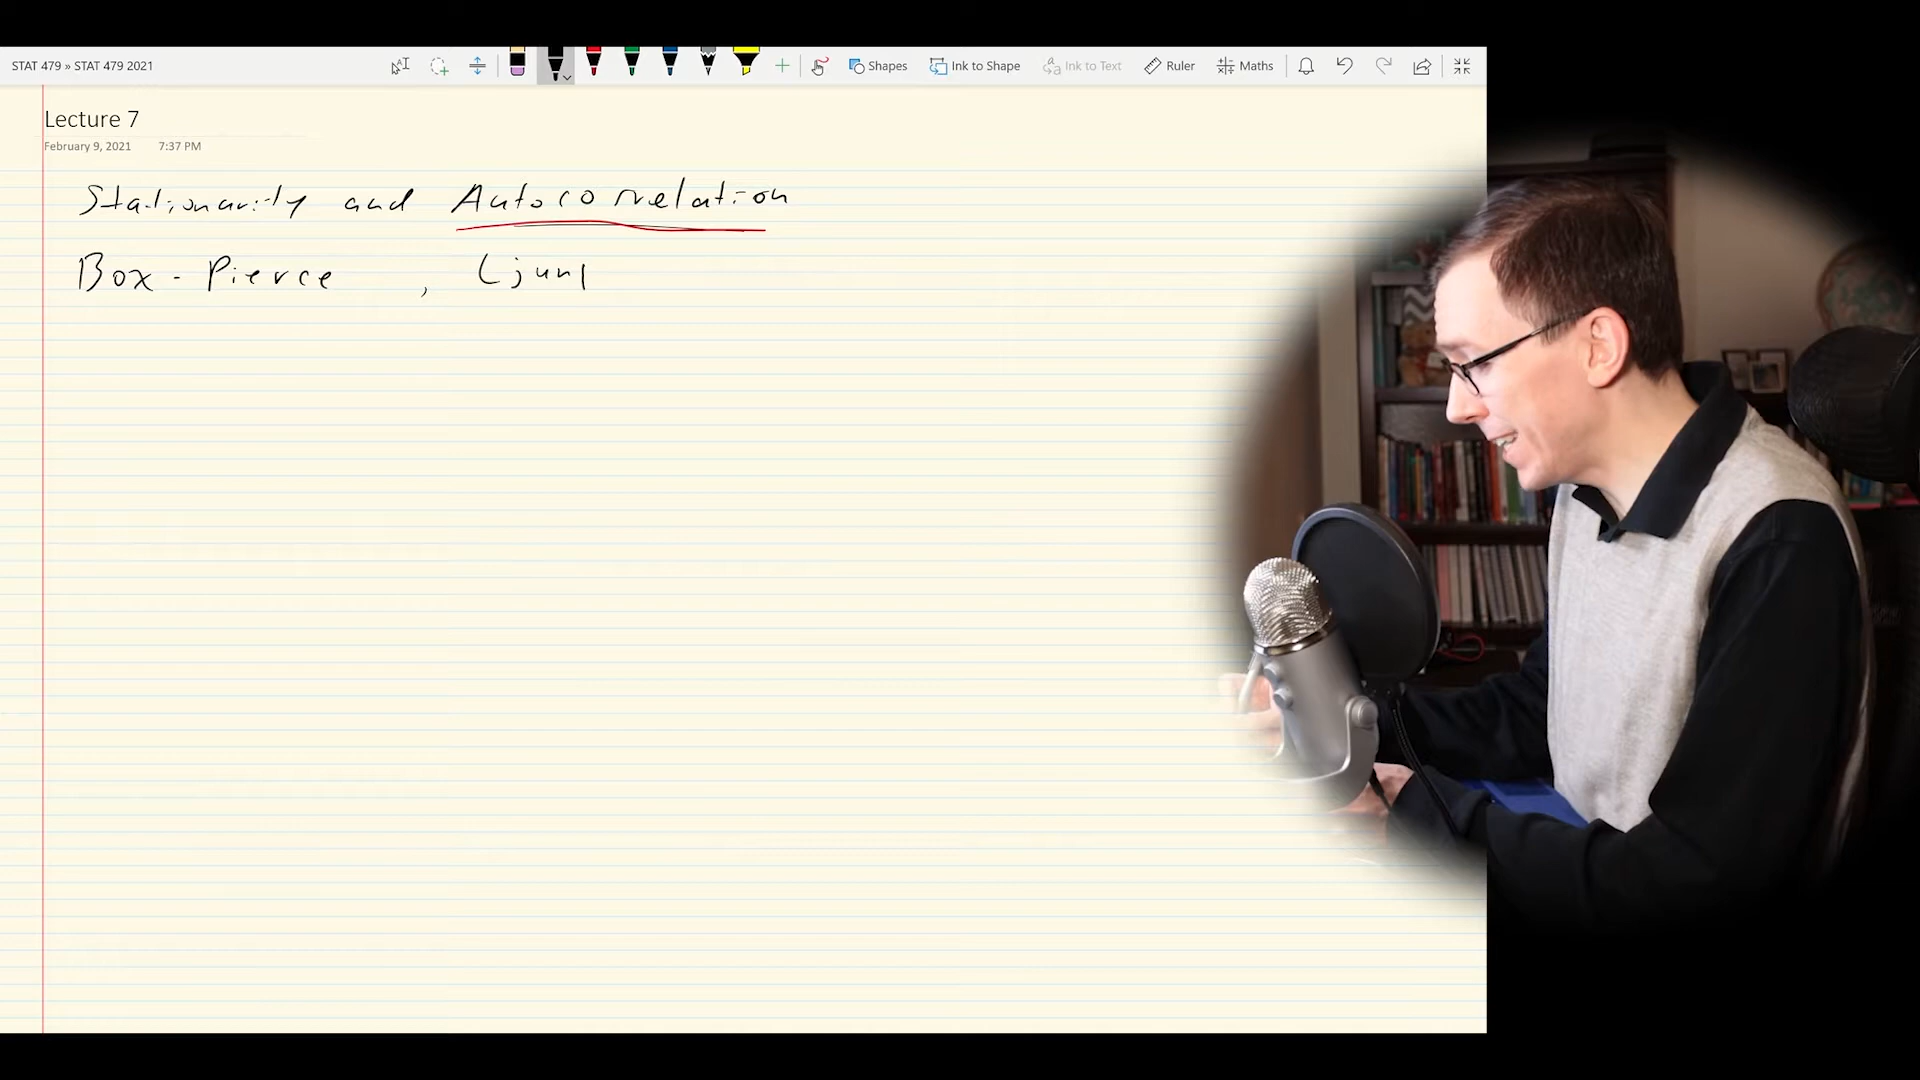 STAT 479 » STAT 479 2021
Shapes Ink to Shape Ink to Text Ruler Maths
Lecture 7
February 9, 2021 7:37 PM
Stationarity and Autocorrelation
Box - Pierce , Ljun